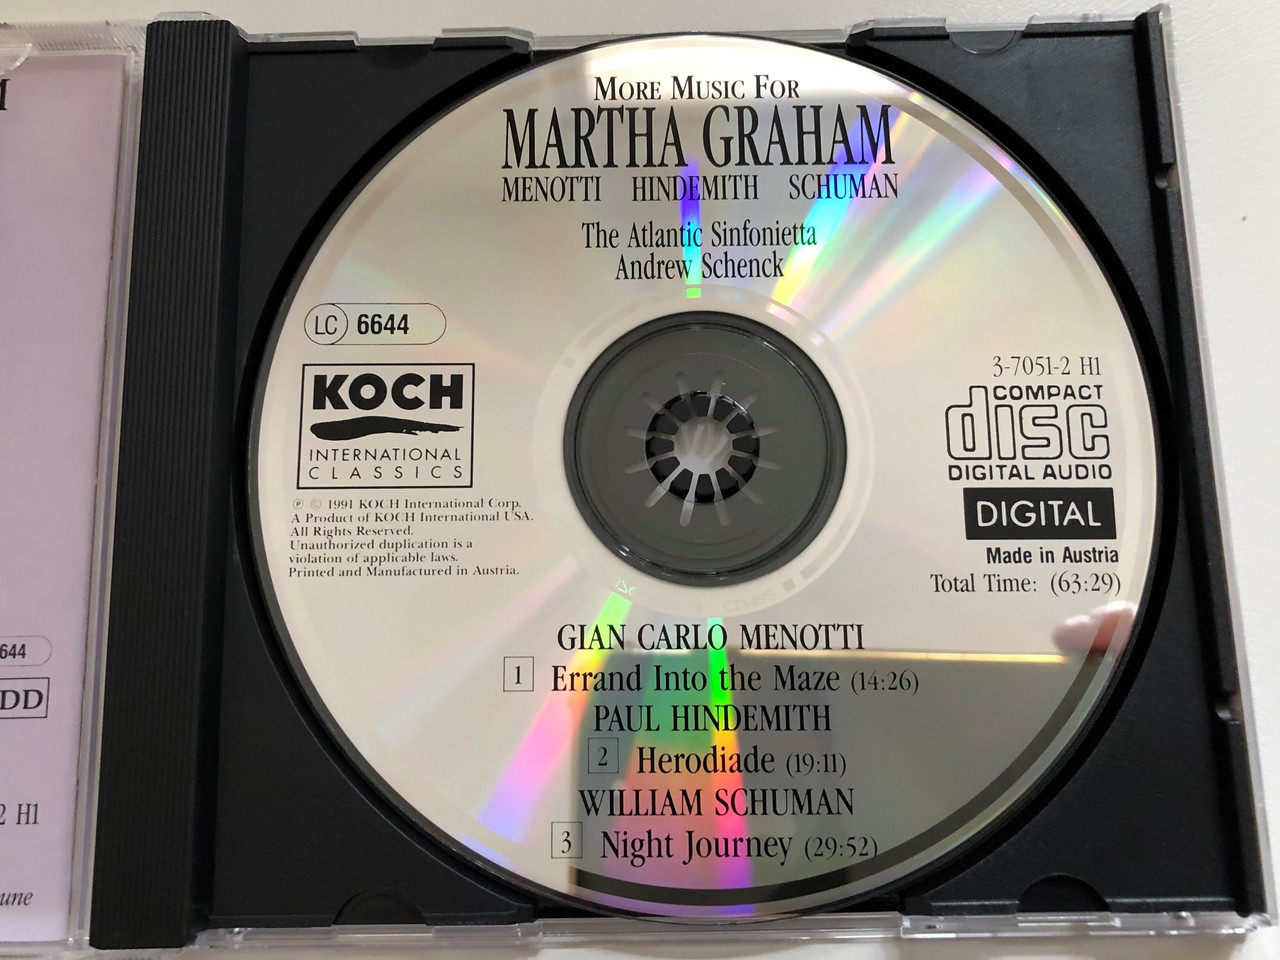 MORE MUSIC FOR
MARTHA GRAHAM
MENOTTI HINDEMITH SCHUMAN
The Atlantic Sinfonietta
Andrew Schenck
LC 6644
KOCH
INTERNATIONAL
CLASSICS
℗ © 1991 KOCH International Corp.
A Product of KOCH International USA.
All Rights Reserved.
Unauthorized duplication is a
violation of applicable laws.
Printed and Manufactured in Austria.
3-7051-2 H1
COMPACT
disc
DIGITAL AUDIO
DIGITAL
Made in Austria
Total Time: (63:29)
GIAN CARLO MENOTTI
1 Errand Into the Maze (14:26)
PAUL HINDEMITH
2 Herodiade (19:11)
WILLIAM SCHUMAN
3 Night Journey (29:52)
644
DD
2 H1
une